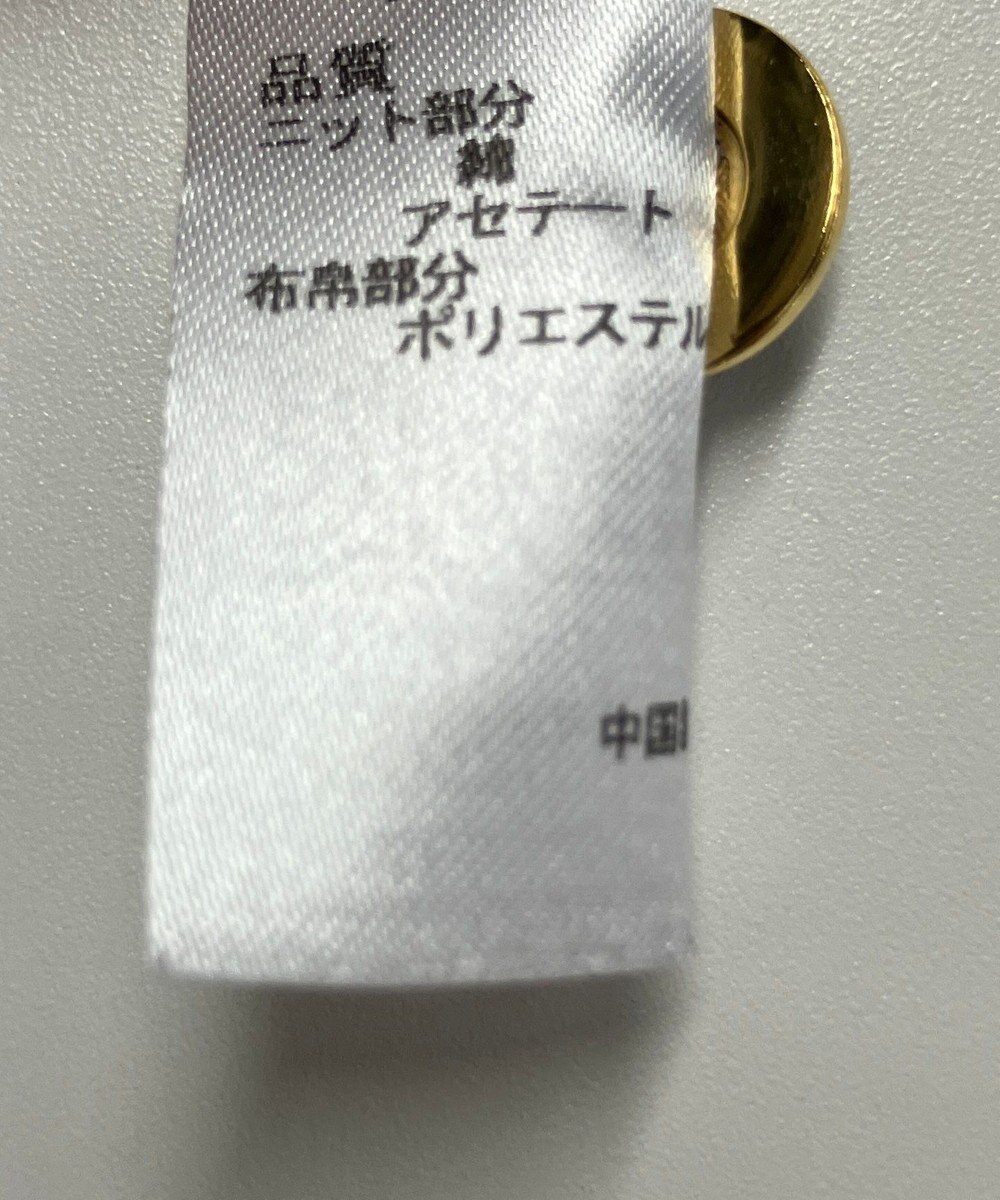 品質
ニット部分
綿
アセテート
布帛部分
ポリエステル
中国